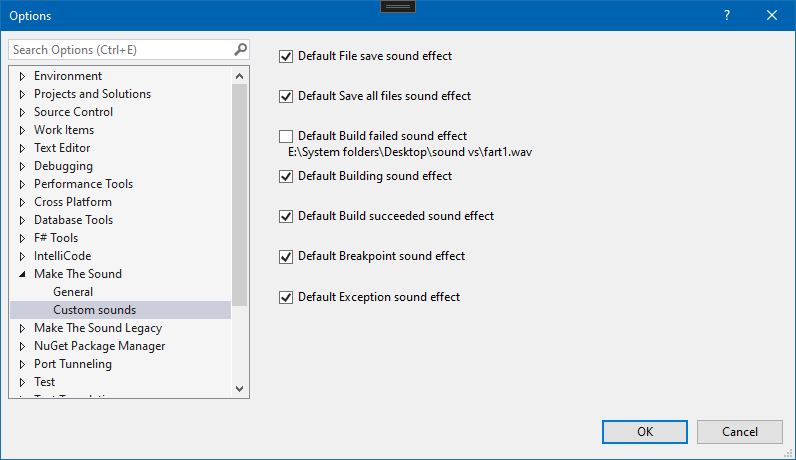 Options
Search Options (Ctrl+E)
Environment
Projects and Solutions
Source Control
Work Items
Text Editor
Debugging
Performance Tools
Cross Platform
Database Tools
F# Tools
IntelliCode
Make The Sound
General
Custom sounds
Make The Sound Legacy
NuGet Package Manager
Port Tunneling
Test
Default File save sound effect
Default Save all files sound effect
Default Build failed sound effect
E:\System folders\Desktop\sound vs\fart1.wav
Default Building sound effect
Default Build succeeded sound effect
Default Breakpoint sound effect
Default Exception sound effect
OK
Cancel